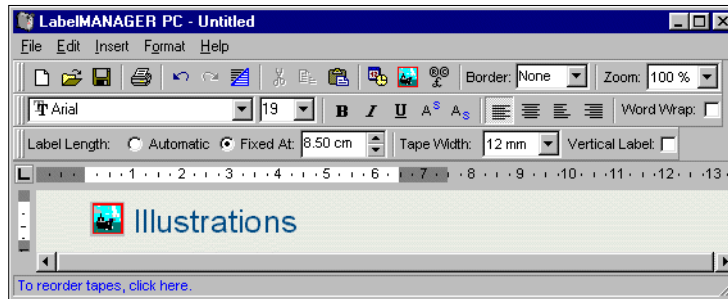 LabelMANAGER PC - Untitled
File Edit Insert Format Help
Border: None Zoom: 100 %
Arial 19 B I U A^S A_S Word Wrap:
Label Length: Automatic Fixed At: 8.50 cm Tape Width: 12 mm Vertical Label:
L 1 2 3 4 5 6 7 8 9 10 11 12 13
Illustrations
To reorder tapes, click here.